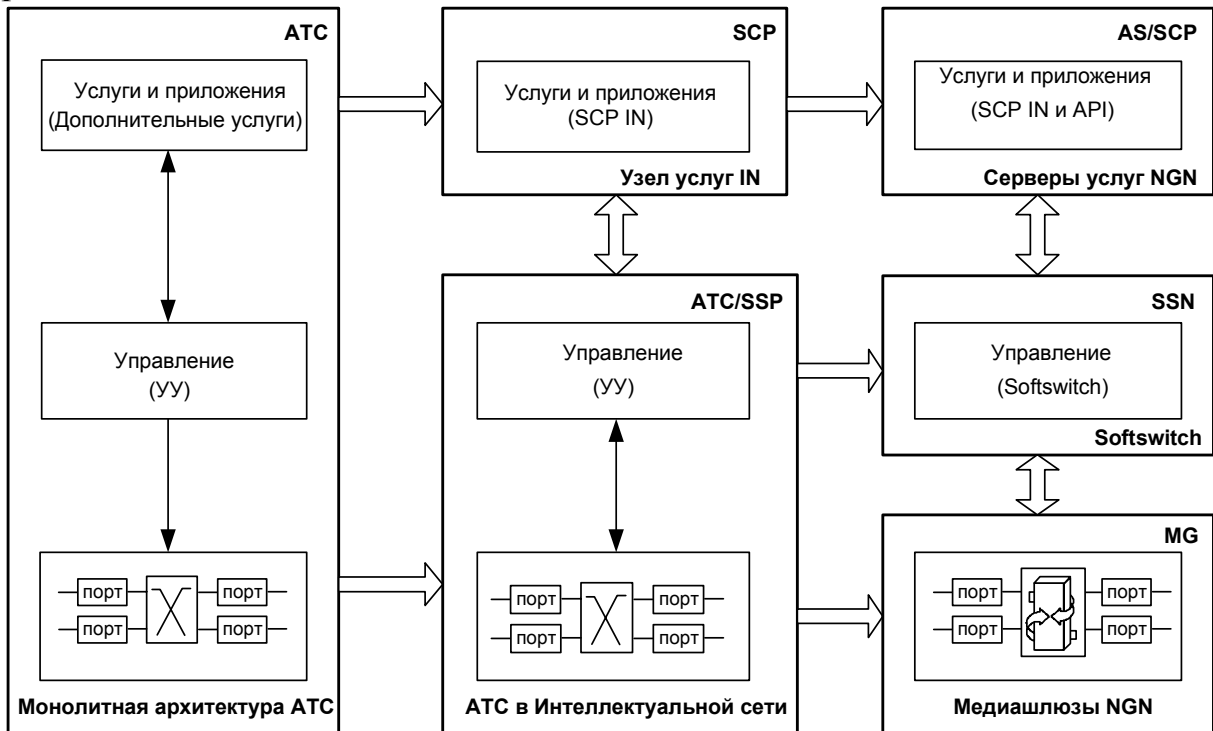 АТС
Услуги и приложения
(Дополнительные услуги)
Управление
(УУ)
порт
порт
порт
порт
Монолитная архитектура АТС
SCP
Услуги и приложения
(SCP IN)
Узел услуг IN
АТС/SSP
Управление
(УУ)
порт
порт
порт
порт
АТС в Интеллектуальной сети
AS/SCP
Услуги и приложения
(SCP IN и API)
Серверы услуг NGN
SSN
Управление
(Softswitch)
Softswitch
MG
порт
порт
порт
порт
Медиашлюзы NGN